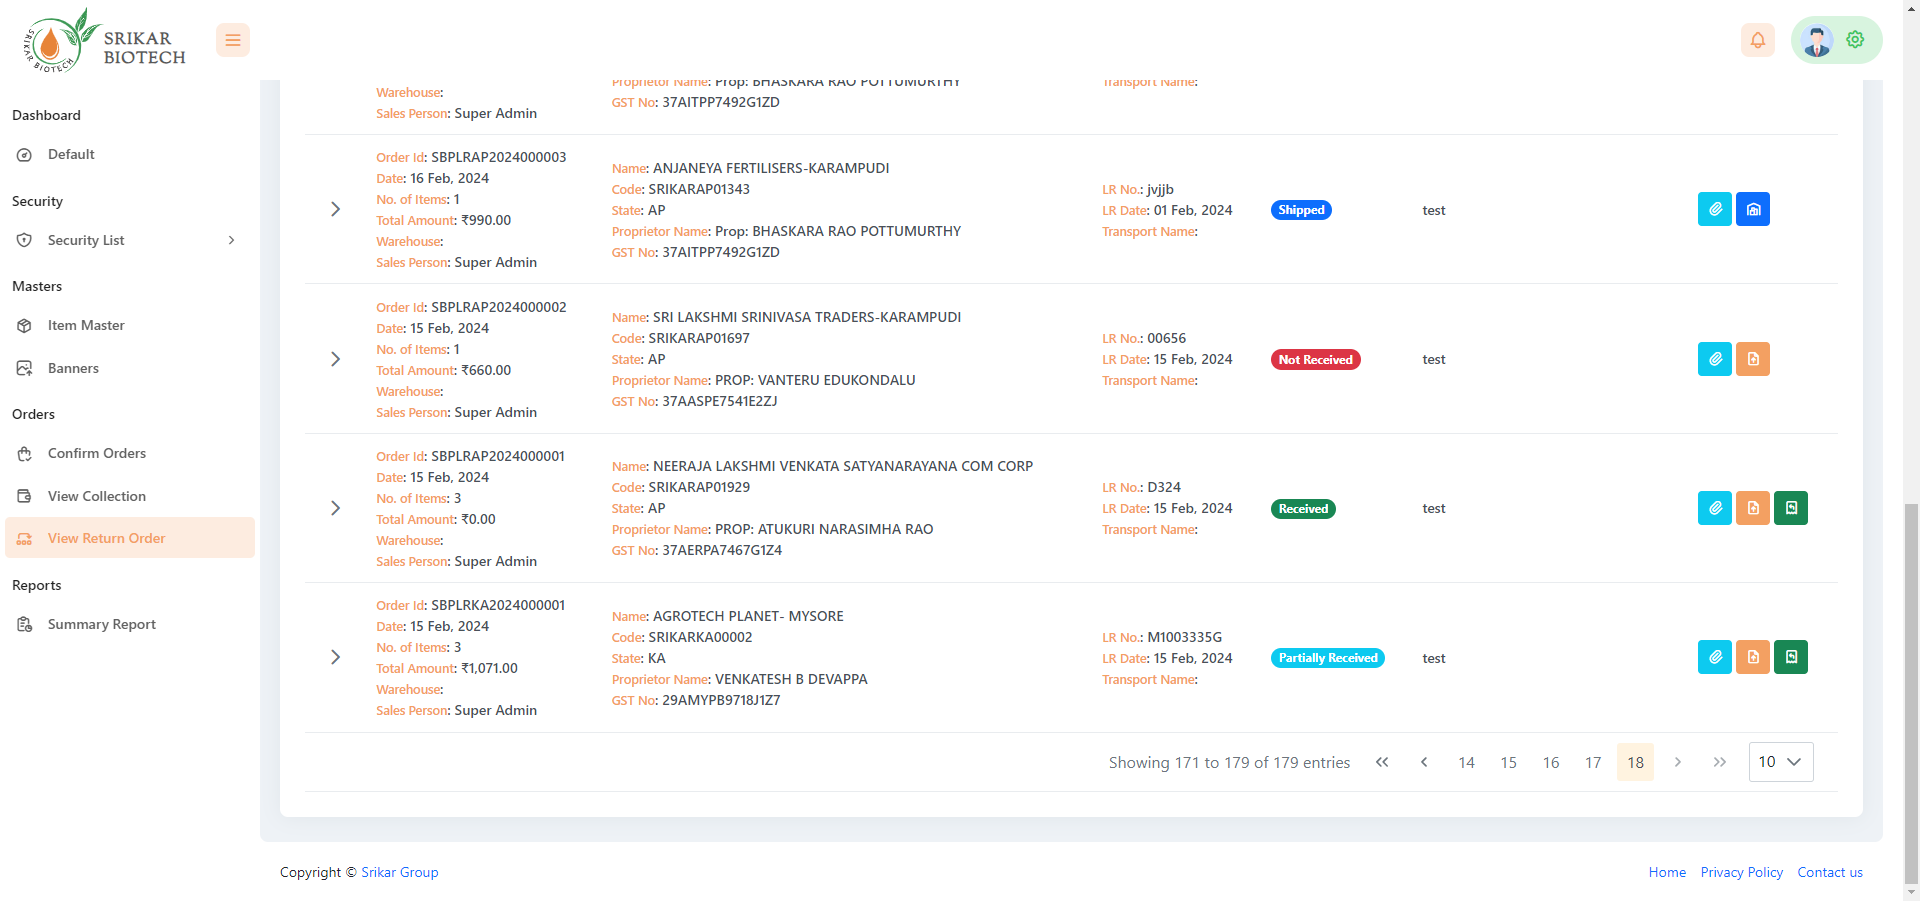 SRIKAR
BIOTECH
SRIKAR BIOTECH
Dashboard
Default
Security
Security List
Masters
Item Master
Banners
Orders
Confirm Orders
View Collection
View Return Order
Reports
Summary Report
Warehouse:
Sales Person: Super Admin
Proprietor Name: Prop: BHASKARA RAO POTTUMURTHY
GST No: 37AITPP7492G1ZD
Transport Name:
Order Id: SBPLRAP2024000003
Date: 16 Feb, 2024
No. of Items: 1
Total Amount: ₹990.00
Warehouse:
Sales Person: Super Admin
Name: ANJANEYA FERTILISERS-KARAMPUDI
Code: SRIKARAP01343
State: AP
Proprietor Name: Prop: BHASKARA RAO POTTUMURTHY
GST No: 37AITPP7492G1ZD
LR No.: jvjjb
LR Date: 01 Feb, 2024
Transport Name:
Shipped
test
Order Id: SBPLRAP2024000002
Date: 15 Feb, 2024
No. of Items: 1
Total Amount: ₹660.00
Warehouse:
Sales Person: Super Admin
Name: SRI LAKSHMI SRINIVASA TRADERS-KARAMPUDI
Code: SRIKARAP01697
State: AP
Proprietor Name: PROP: VANTERU EDUKONDALU
GST No: 37AASPE7541E2ZJ
LR No.: 00656
LR Date: 15 Feb, 2024
Transport Name:
Not Received
test
Order Id: SBPLRAP2024000001
Date: 15 Feb, 2024
No. of Items: 3
Total Amount: ₹0.00
Warehouse:
Sales Person: Super Admin
Name: NEERAJA LAKSHMI VENKATA SATYANARAYANA COM CORP
Code: SRIKARAP01929
State: AP
Proprietor Name: PROP: ATUKURI NARASIMHA RAO
GST No: 37AERPA7467G1Z4
LR No.: D324
LR Date: 15 Feb, 2024
Transport Name:
Received
test
Order Id: SBPLRKA2024000001
Date: 15 Feb, 2024
No. of Items: 3
Total Amount: ₹1,071.00
Warehouse:
Sales Person: Super Admin
Name: AGROTECH PLANET- MYSORE
Code: SRIKARKA00002
State: KA
Proprietor Name: VENKATESH B DEVAPPA
GST No: 29AMYPB9718J1Z7
LR No.: M1003335G
LR Date: 15 Feb, 2024
Transport Name:
Partially Received
test
Showing 171 to 179 of 179 entries
14 15 16 17 18
10
Copyright © Srikar Group
Home Privacy Policy Contact us